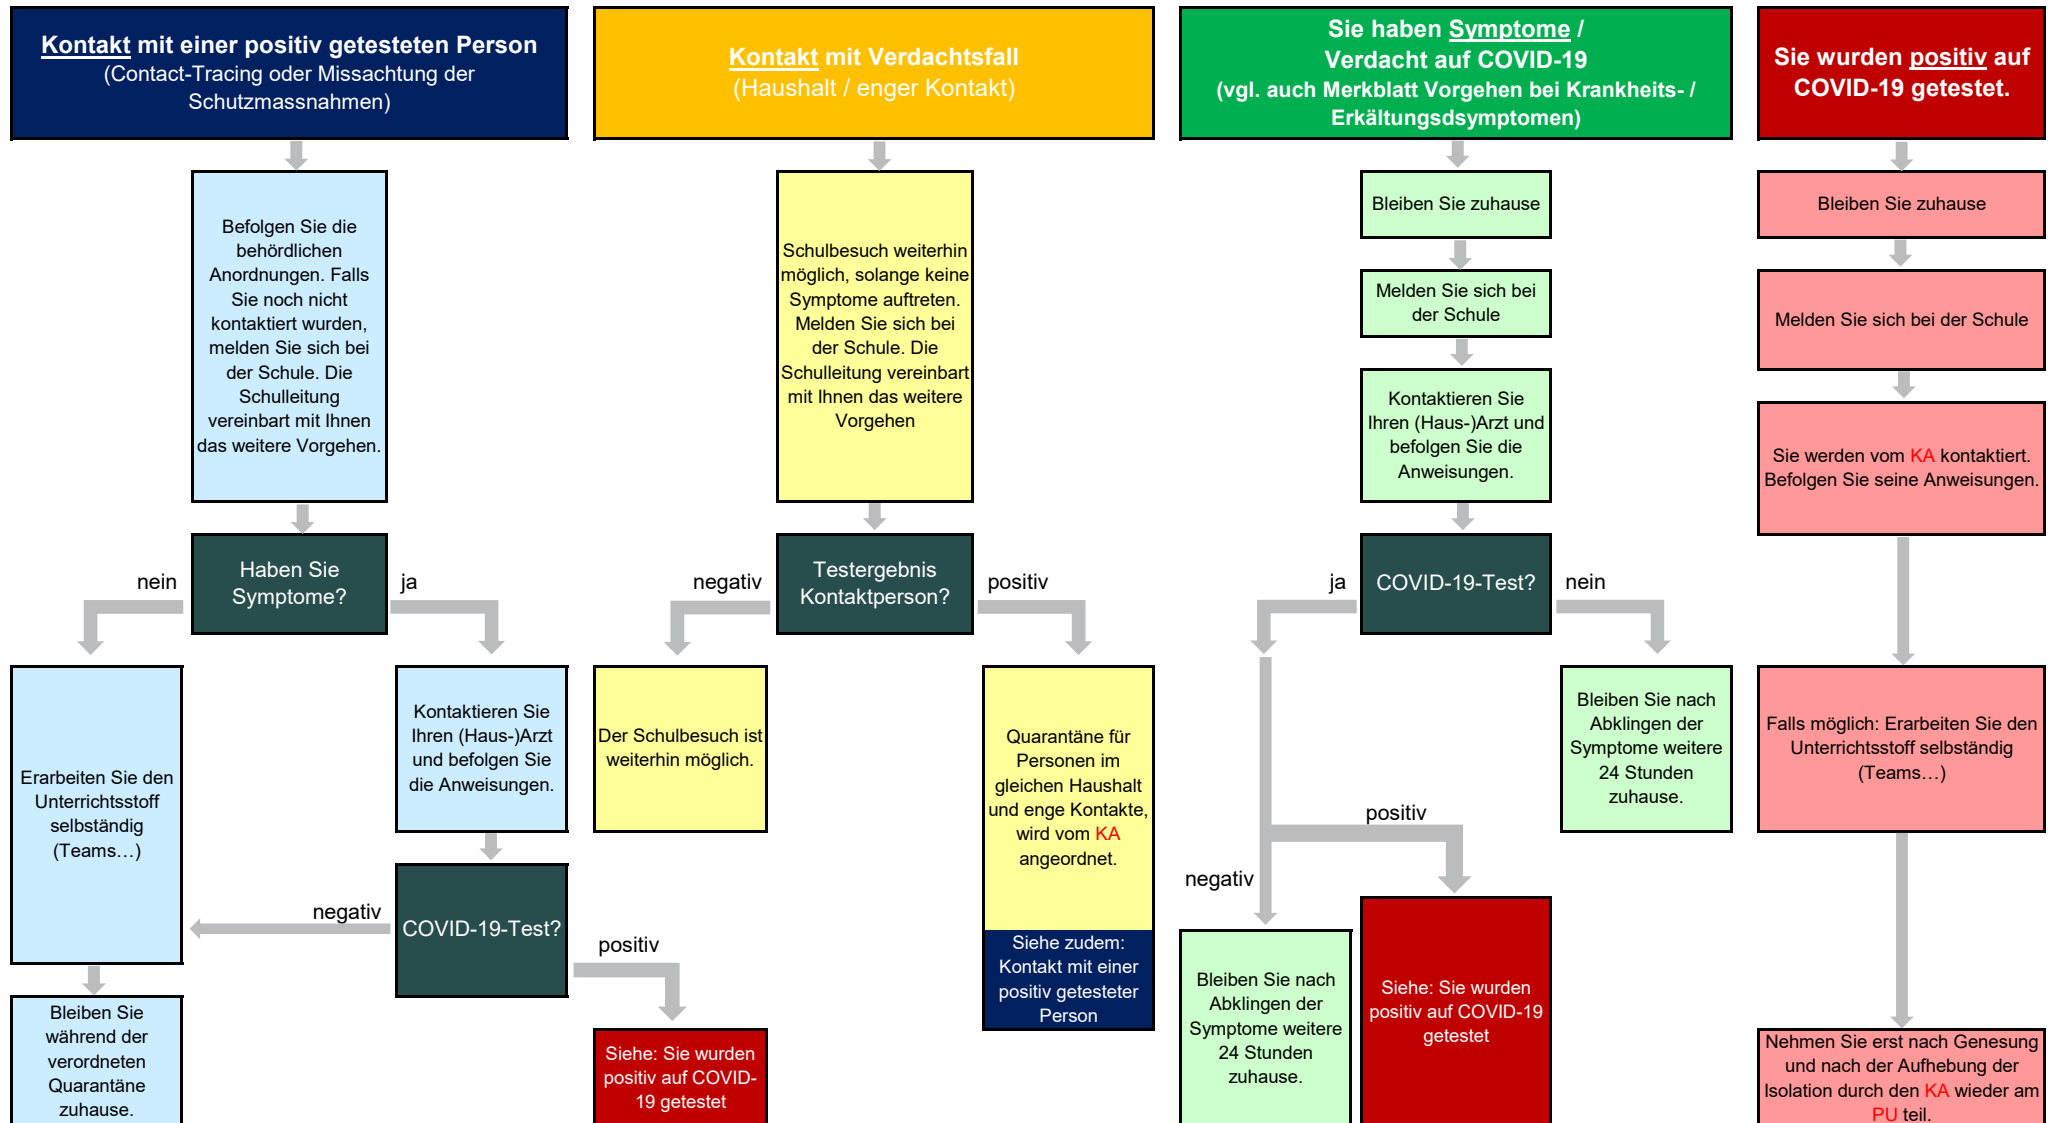 Kontakt mit einer positiv getesteten Person
(Contact-Tracing oder Missachtung der
Schutzmassnahmen)
Befolgen Sie die
behördlichen
Anordnungen. Falls
Sie noch nicht
kontaktiert wurden,
melden Sie sich bei
der Schule. Die
Schulleitung
vereinbart mit Ihnen
das weitere Vorgehen.
Haben Sie
Symptome?
nein
ja
Erarbeiten Sie den
Unterrichtsstoff
selbständig
(Teams…)
Kontaktieren Sie
Ihren (Haus-)Arzt
und befolgen Sie
die Anweisungen.
COVID-19-Test?
negativ
positiv
Bleiben Sie
während der
verordneten
Quarantäne
zuhause.
Siehe: Sie wurden
positiv auf COVID-
19 getestet
Kontakt mit Verdachtsfall
(Haushalt / enger Kontakt)
Schulbesuch weiterhin
möglich, solange keine
Symptome auftreten.
Melden Sie sich bei
der Schule. Die
Schulleitung vereinbart
mit Ihnen das weitere
Vorgehen
Testergebnis
Kontaktperson?
negativ
positiv
Der Schulbesuch ist
weiterhin möglich.
Quarantäne für
Personen im
gleichen Haushalt
und enge Kontakte,
wird vom KA
angeordnet.
Siehe zudem:
Kontakt mit einer
positiv getesteter
Person
Sie haben Symptome /
Verdacht auf COVID-19
(vgl. auch Merkblatt Vorgehen bei Krankheits- /
Erkältungsdsymptomen)
Bleiben Sie zuhause
Melden Sie sich bei
der Schule
Kontaktieren Sie
Ihren (Haus-)Arzt und
befolgen Sie die
Anweisungen.
COVID-19-Test?
ja
nein
Bleiben Sie nach
Abklingen der
Symptome weitere
24 Stunden
zuhause.
positiv
negativ
Bleiben Sie nach
Abklingen der
Symptome weitere
24 Stunden
zuhause.
Siehe: Sie wurden
positiv auf COVID-19
getestet
Sie wurden positiv auf
COVID-19 getestet.
Bleiben Sie zuhause
Melden Sie sich bei der Schule
Sie werden vom KA kontaktiert.
Befolgen Sie seine Anweisungen.
Falls möglich: Erarbeiten Sie den
Unterrichtsstoff selbständig
(Teams…)
Nehmen Sie erst nach Genesung
und nach der Aufhebung der
Isolation durch den KA wieder am
PU teil.